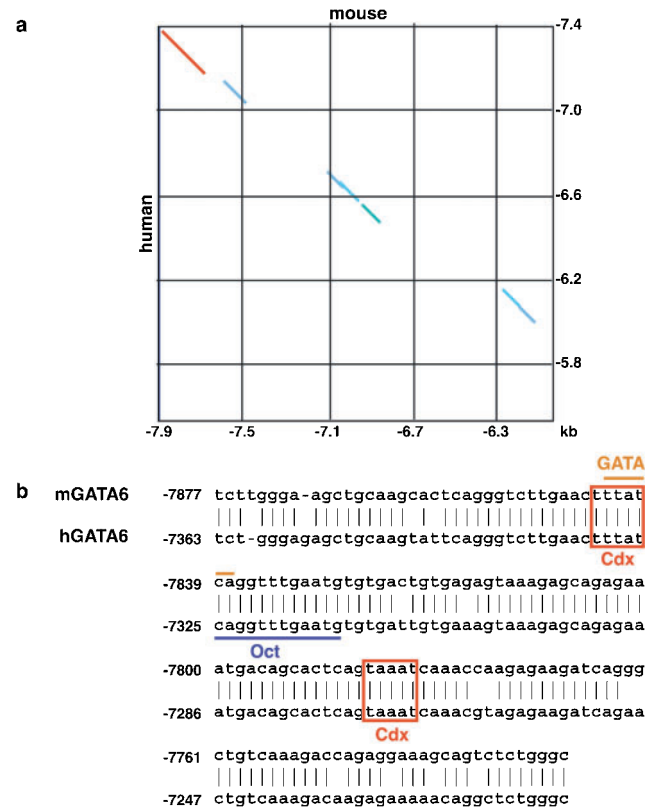 a
mouse
human
-7.4
-7.0
-6.6
-6.2
-5.8
-7.9 -7.5 -7.1 -6.7 -6.3 kb
b
GATA
mGATA6 -7877 tcttggga-agctgcaagcactcagggtcttgaactttat
hGATA6 -7363 tct-gggagagctgcaagtattcagggtcttgaactttat
Cdx
-7839 caggtttgaatgtgtgactgtgagagtaaagagcagagaa
-7325 caggtttgaatgtgtgattgtgaaagtaaagagcagagaa
Oct
-7800 atgacagcactcagtaaatcaaaccaagagaagatcaggg
-7286 atgacagcactcagtaaatcaaacgtagagaagatcagaa
Cdx
-7761 ctgtcaaagaccagaggaaagcagtctctgggc
-7247 ctgtcaaagacaagagaaaaacaggctctgggc